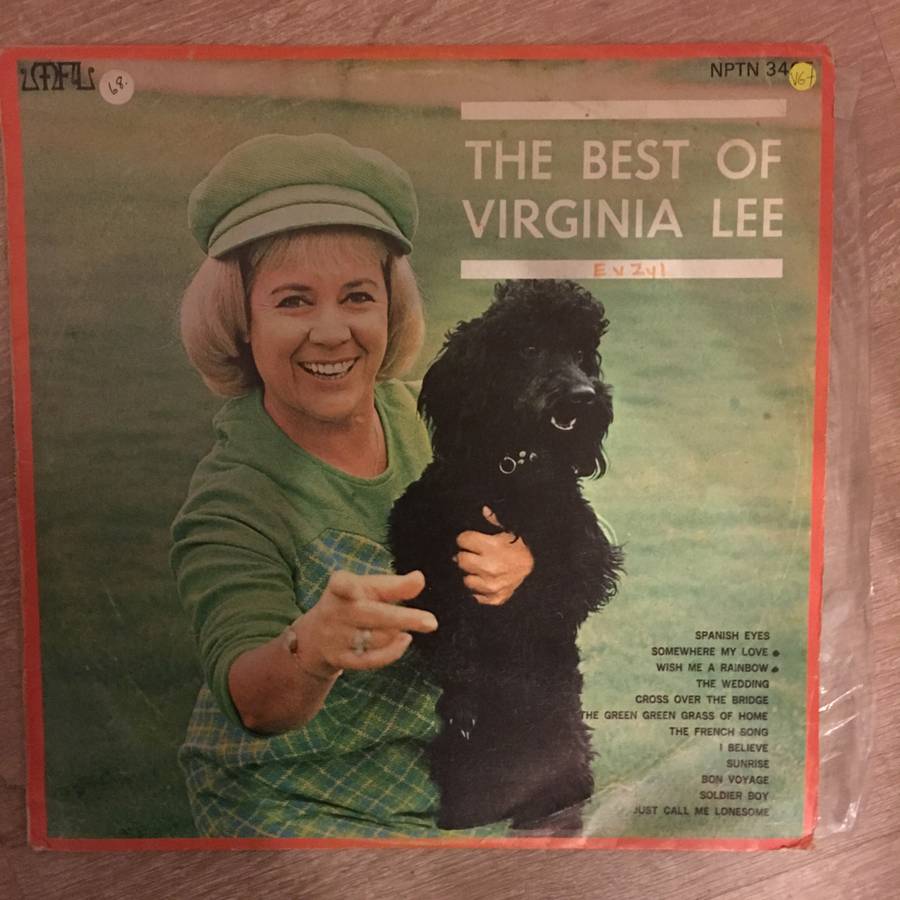 68.
NPTN 34
VG+
THE BEST OF
VIRGINIA LEE
E v Zyl
SPANISH EYES
SOMEWHERE MY LOVE
WISH ME A RAINBOW
THE WEDDING
CROSS OVER THE BRIDGE
THE GREEN GREEN GRASS OF HOME
THE FRENCH SONG
I BELIEVE
SUNRISE
BON VOYAGE
SOLDIER BOY
JUST CALL ME LONESOME